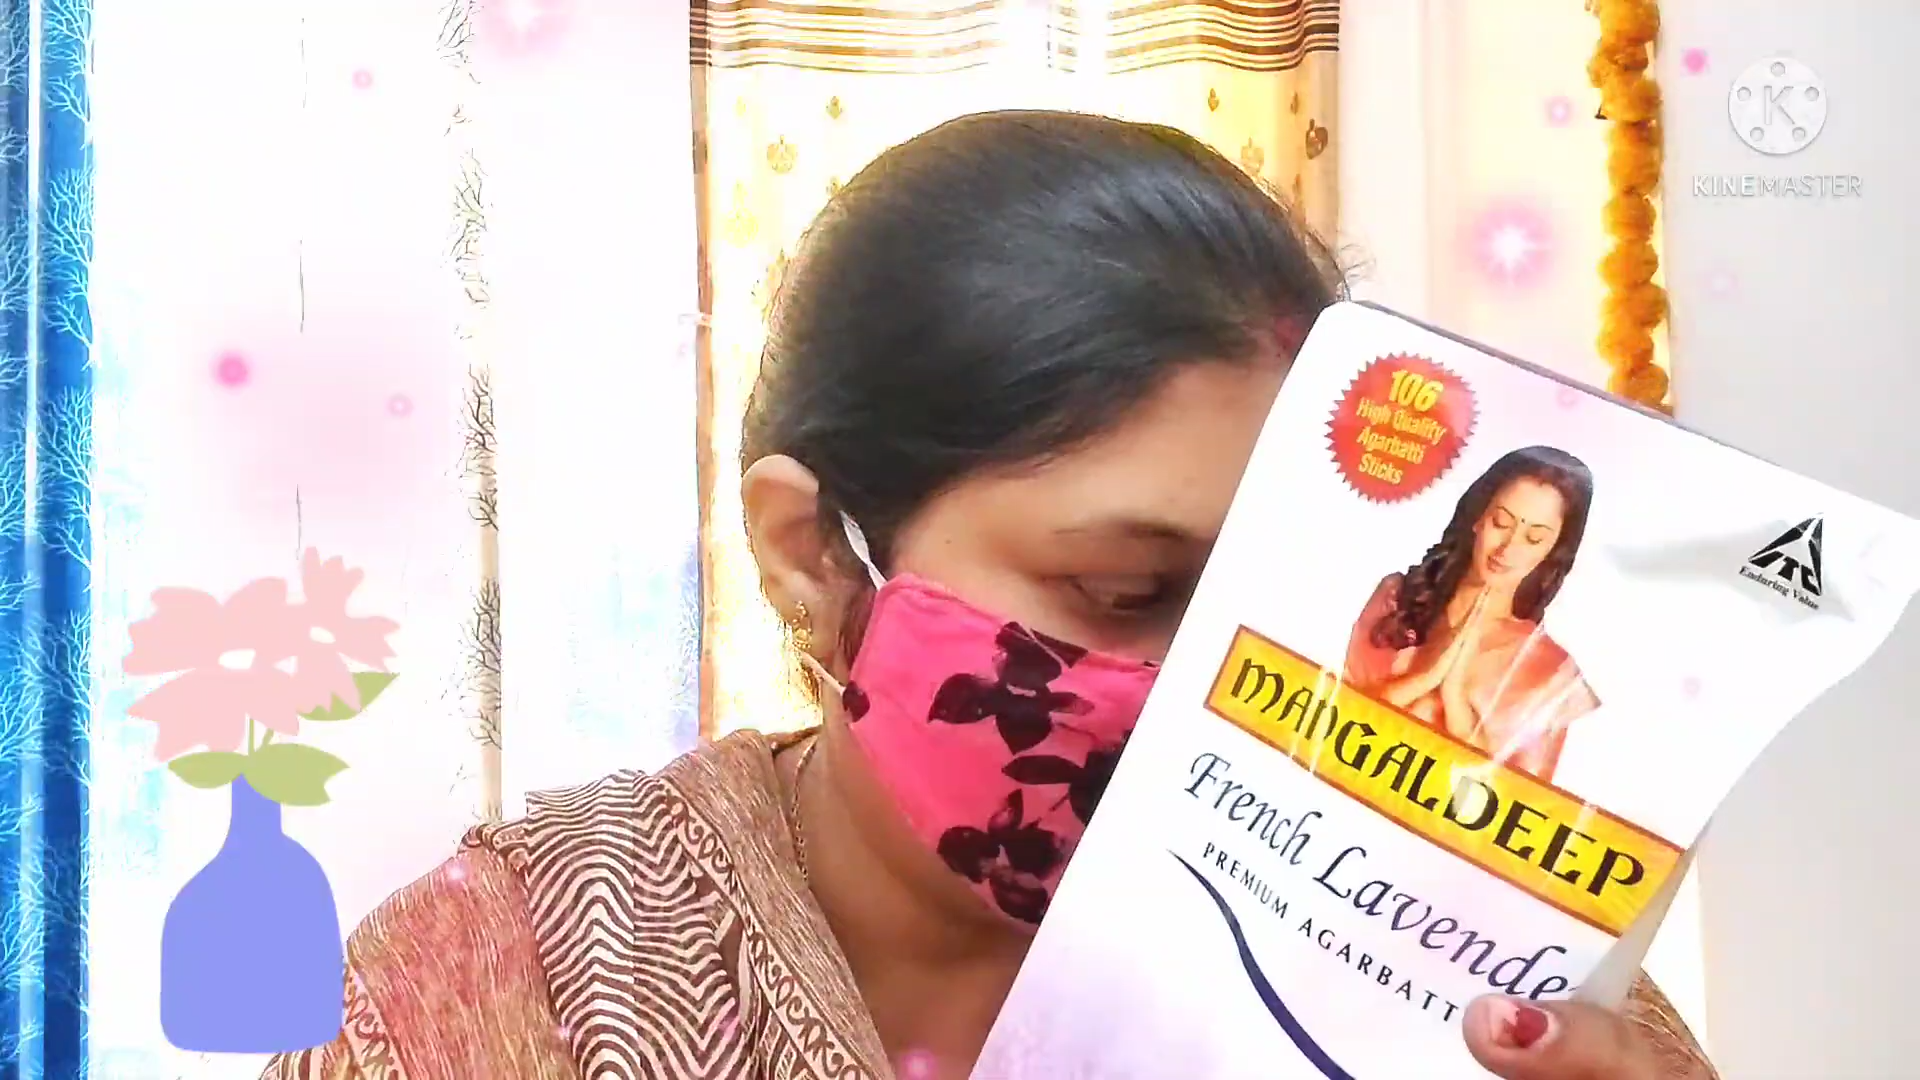 K
KINEMASTER
106
High Quality
Agarbatti
Sticks
ITC
Enduring Value
MANGALDEEP
French Lavende
PREMIUM AGARBATT